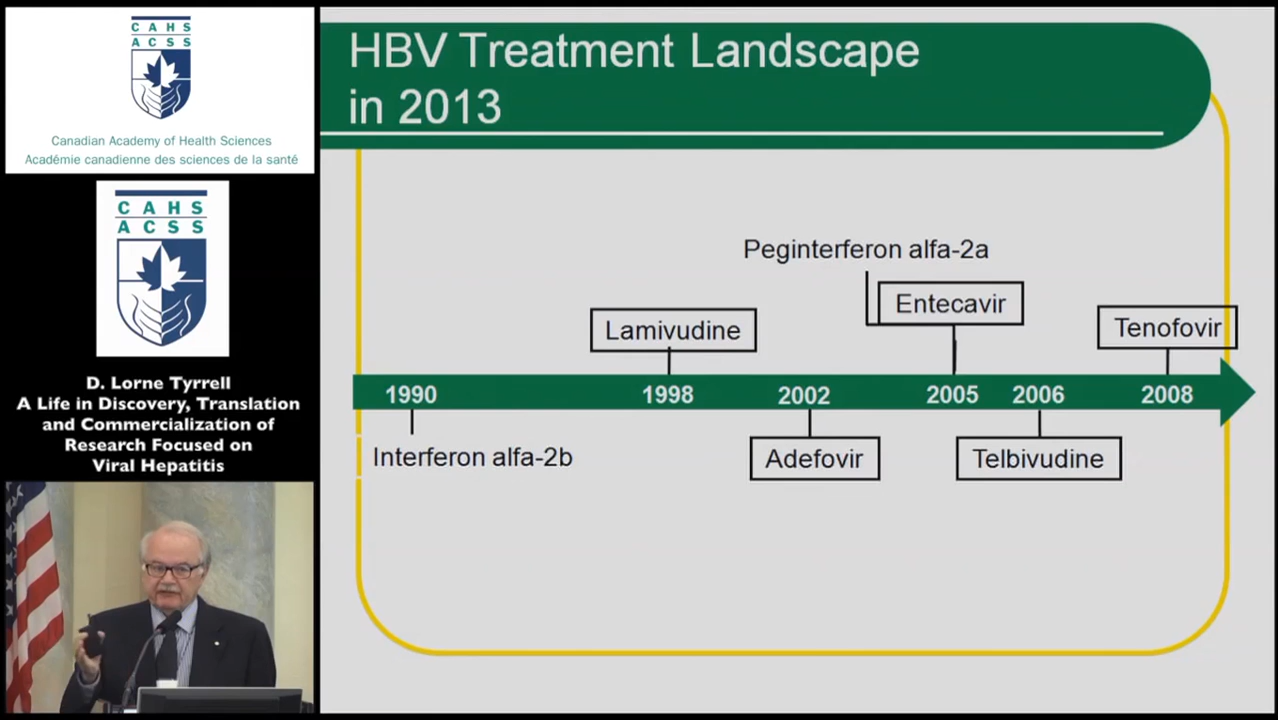 CAHS
ACSS
Canadian Academy of Health Sciences
Académie canadienne des sciences de la santé
CAHS
ACSS
D. Lorne Tyrrell
A Life in Discovery, Translation
and Commercialization of
Research Focused on
Viral Hepatitis
HBV Treatment Landscape
in 2013
Peginterferon alfa-2a
Entecavir
Lamivudine
Tenofovir
1990
1998
2002
2005
2006
2008
Interferon alfa-2b
Adefovir
Telbivudine